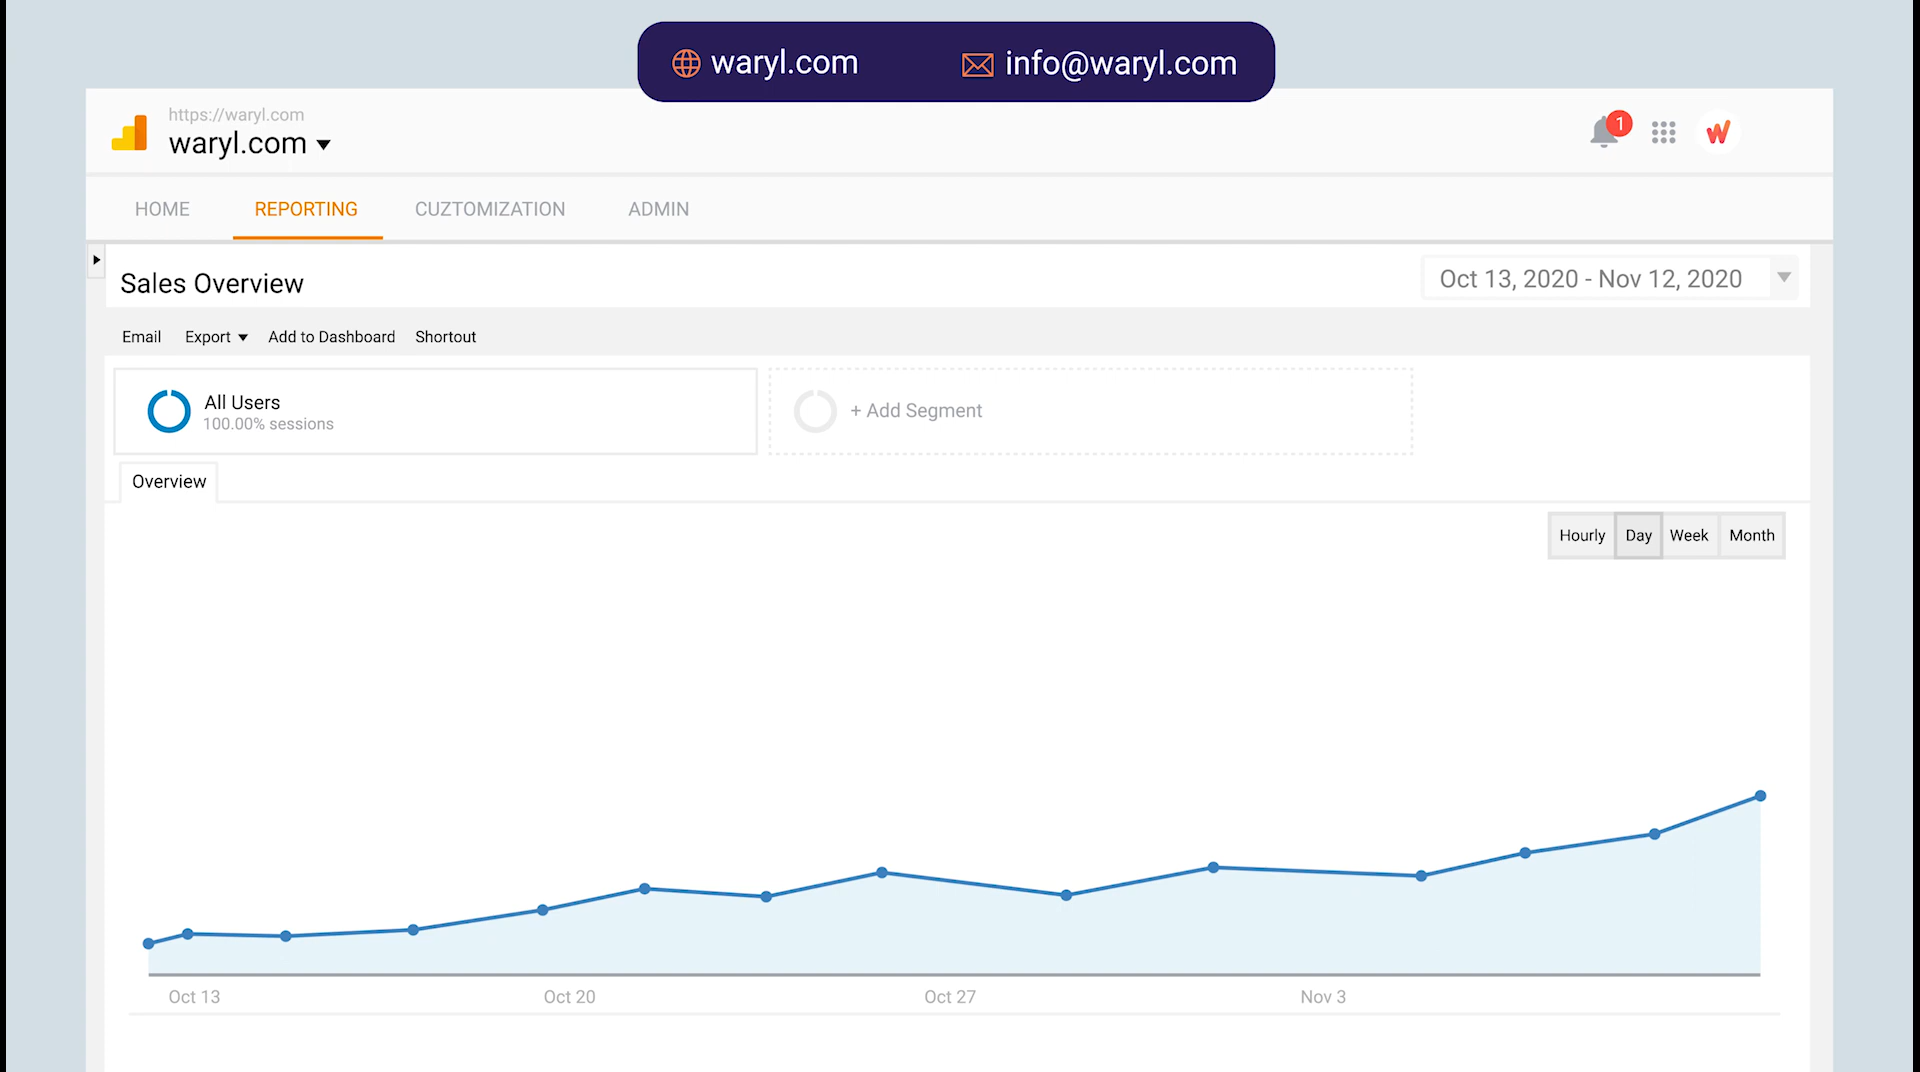 waryl.com info@waryl.com
https://waryl.com
waryl.com
1
HOME REPORTING CUZTOMIZATION ADMIN
Sales Overview
Oct 13, 2020 - Nov 12, 2020
Email Export Add to Dashboard Shortout
All Users
100.00% sessions
+ Add Segment
Overview
Hourly Day Week Month
Oct 13 Oct 20 Oct 27 Nov 3